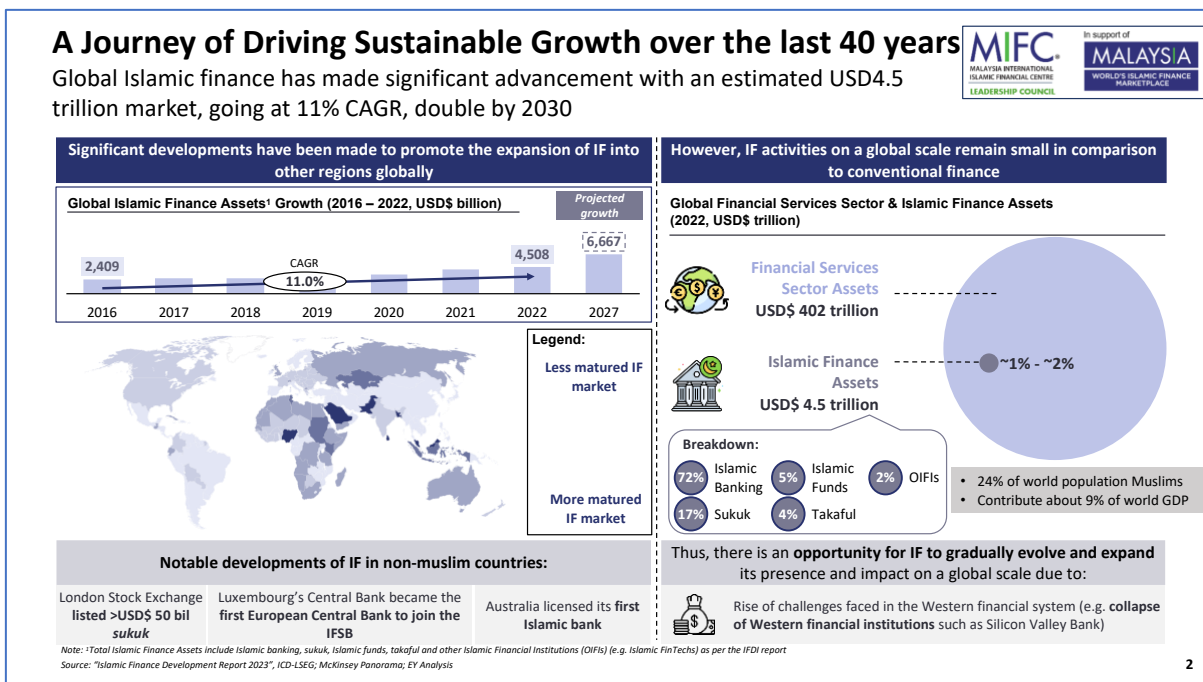 A Journey of Driving Sustainable Growth over the last 40 years
Global Islamic finance has made significant advancement with an estimated USD4.5
trillion market, going at 11% CAGR, double by 2030
MIFC
MALAYSIA INTERNATIONAL
ISLAMIC FINANCIAL CENTRE
LEADERSHIP COUNCIL
In support of
MALAYSIA
WORLD'S ISLAMIC FINANCE
MARKETPLACE
Significant developments have been made to promote the expansion of IF into
other regions globally
Global Islamic Finance Assets¹ Growth (2016 – 2022, USD$ billion)
Projected
growth
2,409
CAGR
11.0%
4,508
6,667
2016 2017 2018 2019 2020 2021 2022 2027
Legend:
Less matured IF
market
More matured
IF market
Notable developments of IF in non-muslim countries:
London Stock Exchange
listed >USD$ 50 bil
sukuk
Luxembourg's Central Bank became the
first European Central Bank to join the
IFSB
Australia licensed its first
Islamic bank
However, IF activities on a global scale remain small in comparison
to conventional finance
Global Financial Services Sector & Islamic Finance Assets
(2022, USD$ trillion)
Financial Services
Sector Assets
USD$ 402 trillion
Islamic Finance
Assets
USD$ 4.5 trillion
~1% - ~2%
Breakdown:
72% Islamic
Banking
5% Islamic
Funds
2% OIFIs
17% Sukuk
4% Takaful
• 24% of world population Muslims
• Contribute about 9% of world GDP
Thus, there is an opportunity for IF to gradually evolve and expand
its presence and impact on a global scale due to:
Rise of challenges faced in the Western financial system (e.g. collapse
of Western financial institutions such as Silicon Valley Bank)
Note: ¹Total Islamic Finance Assets include Islamic banking, sukuk, Islamic funds, takaful and other Islamic Financial Institutions (OIFIs) (e.g. Islamic FinTechs) as per the IFDI report
Source: "Islamic Finance Development Report 2023", ICD-LSEG; McKinsey Panorama; EY Analysis
2